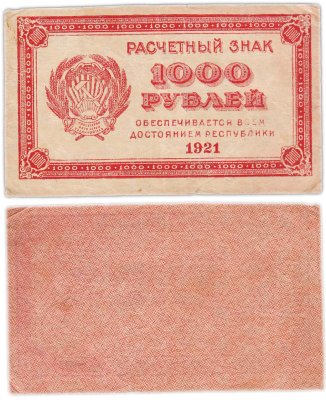 РАСЧЕТНЫЙ ЗНАК
1000
РУБЛЕЙ
ОБЕСПЕЧИВАЕТСЯ ВСЕМ
ДОСТОЯНИЕМ РЕСПУБЛИКИ
1921